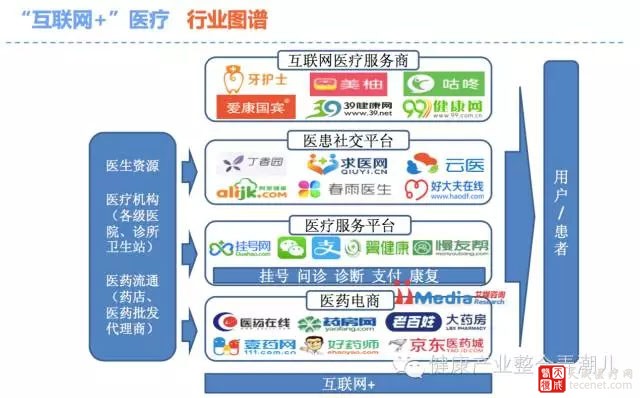 “互联网+”医疗 行业图谱
互联网医疗服务商
牙护士
美柚
咕咚
爱康国宾
39健康网
www.39.net
99健康网
www.99.com.cn
医生资源
医疗机构
（各级医
院、诊所
卫生站）
医药流通
（药店、
医药批发
代理商）
医患社交平台
丁香园
求医网
QIUYI.CN
云医
alijk.com
阿里健康
春雨医生
好大夫在线
www.haodf.com
医疗服务平台
挂号网
Guahao.com
支
翼健康
慢友帮
manyoubang.com
挂号 问诊 诊断 支付 康复
医药电商
艾媒咨询
iiMedia
Research
医药在线
药房网
老百姓
大药房
LBX PHARMACY
壹药网
111.com.cn
好药师
ehaoyao.com
京东医药城
YAO.JD.COM
互联网+
用户/患者
健康产业整合弄潮儿
天成医疗网
tecenet.com